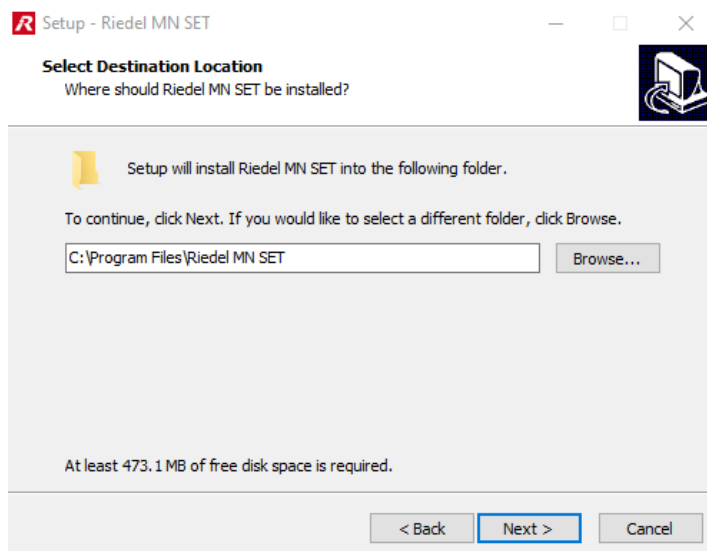 Setup - Riedel MN SET
Select Destination Location
Where should Riedel MN SET be installed?
Setup will install Riedel MN SET into the following folder.
To continue, click Next. If you would like to select a different folder, click Browse.
C:\Program Files\Riedel MN SET
Browse...
At least 473.1 MB of free disk space is required.
< Back
Next >
Cancel